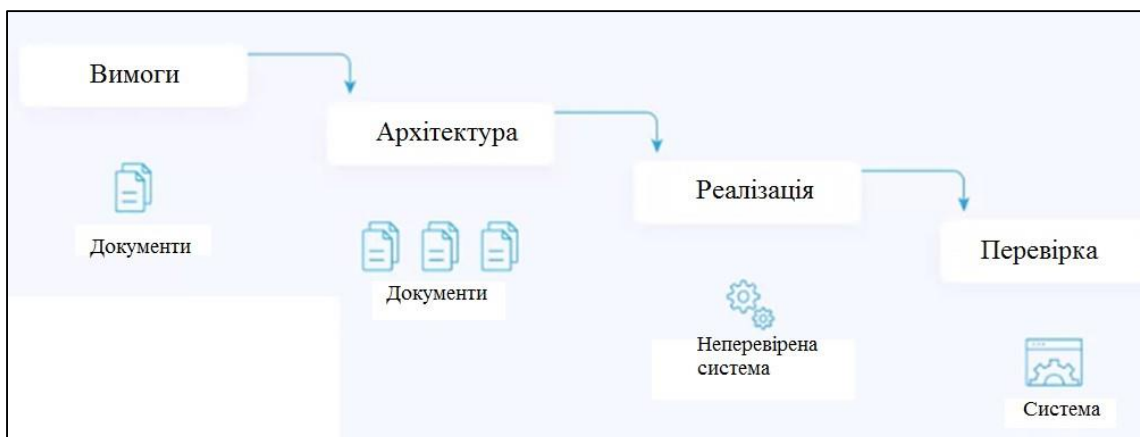 Вимоги
Архітектура
Реалізація
Перевірка
Документи
Документи
Неперевірена
система
Система